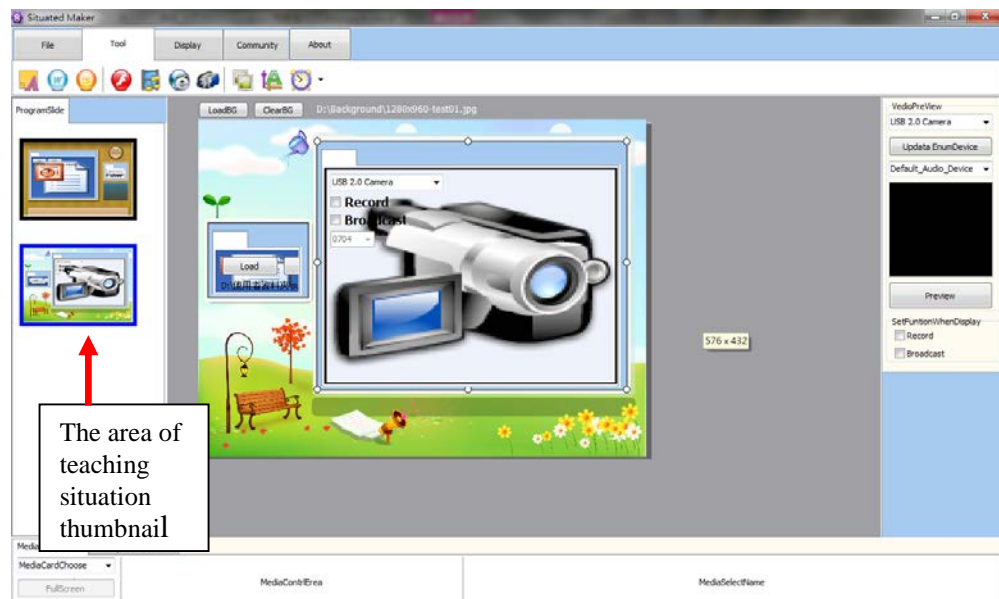 Situated Maker
File
Tool
Display
Community
About
ProgramSlide
LoadBG
ClearBG
D:\Background\1280x960-test01.jpg
VedioPreView
USB 2.0 Camera
Updata EnumDevice
Default_Audio_Device
USB 2.0 Camera
Record
Broadcast
0704
Load
576 x 432
Preview
SetFuntionWhenDisplay
Record
Broadcast
The area of
teaching
situation
thumbnail
MediaCardChoose
FullScreen
MediaContrlErea
MediaSelectName